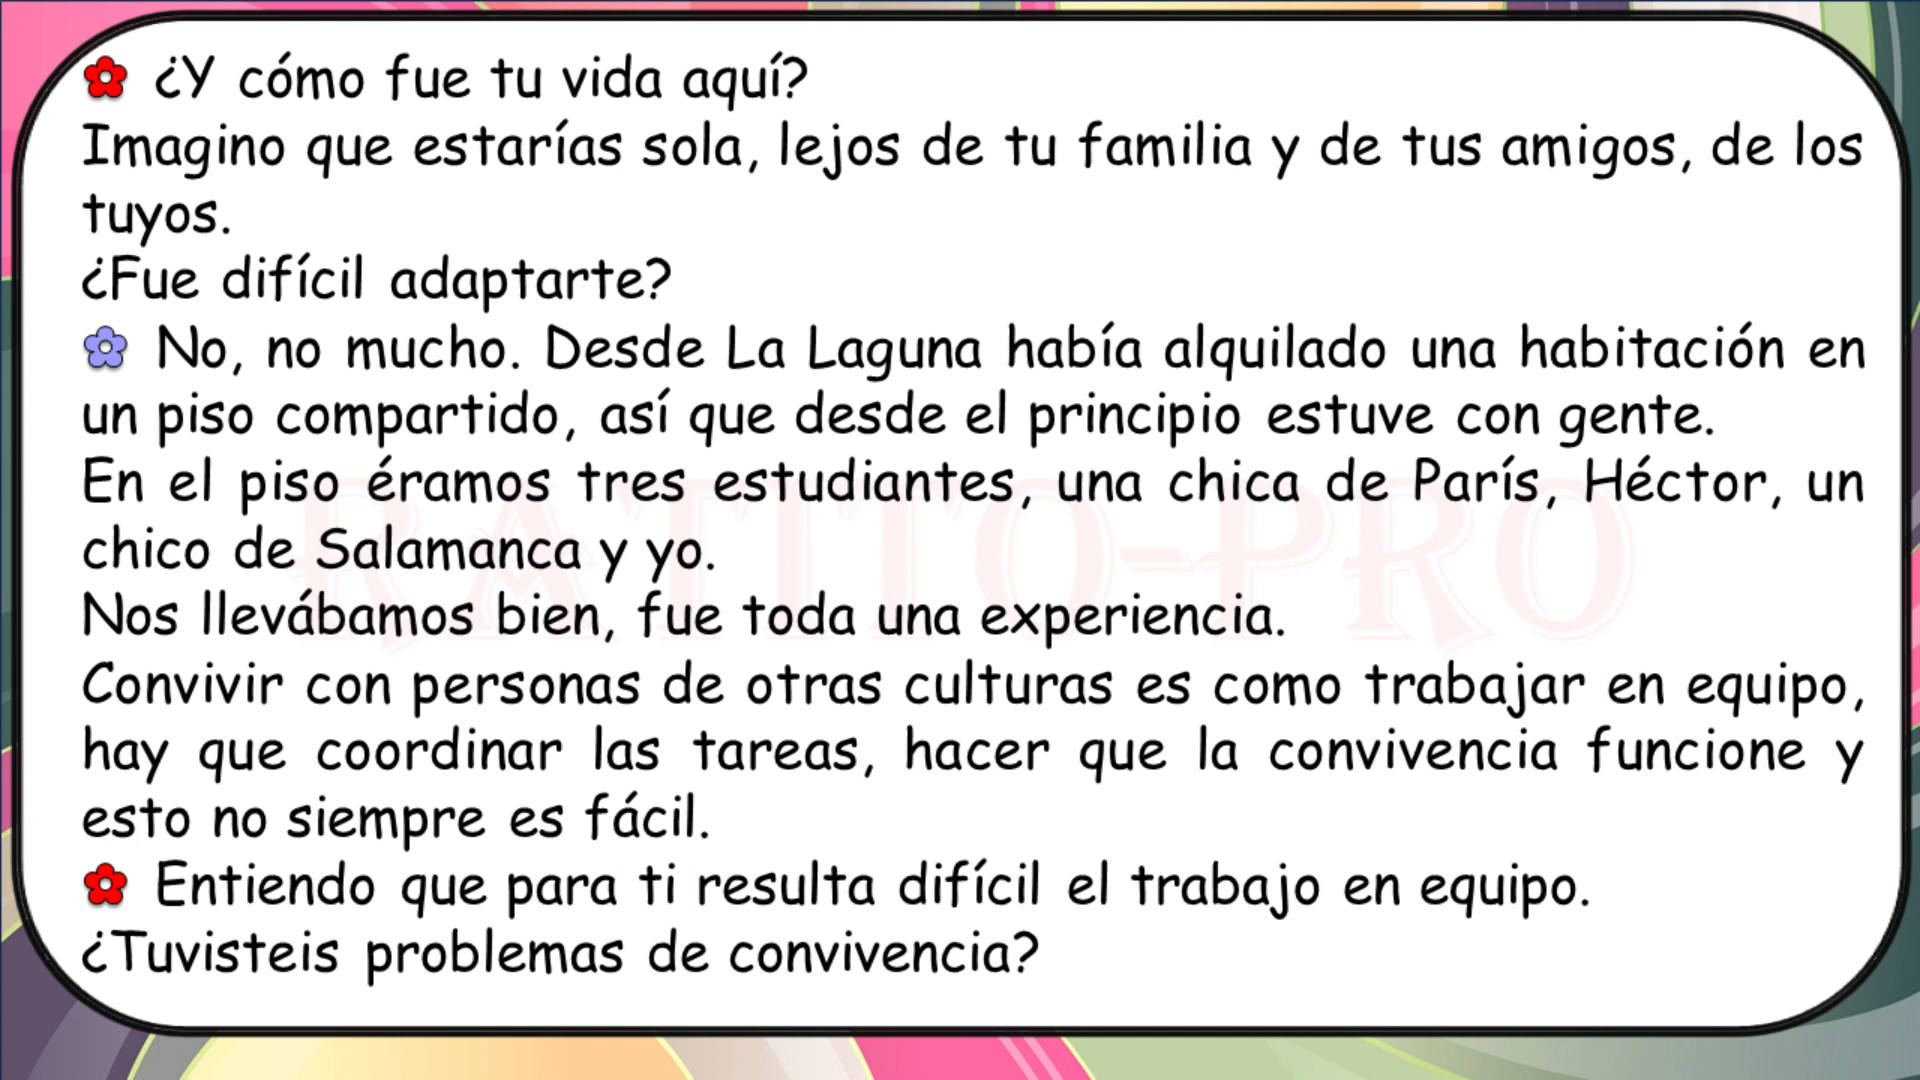 ¿Y cómo fue tu vida aquí?
Imagino que estarías sola, lejos de tu familia y de tus amigos, de los
tuyos.
¿Fue difícil adaptarte?
No, no mucho. Desde La Laguna había alquilado una habitación en
un piso compartido, así que desde el principio estuve con gente.
En el piso éramos tres estudiantes, una chica de París, Héctor, un
chico de Salamanca y yo.
Nos llevábamos bien, fue toda una experiencia.
Convivir con personas de otras culturas es como trabajar en equipo,
hay que coordinar las tareas, hacer que la convivencia funcione y
esto no siempre es fácil.
Entiendo que para ti resulta difícil el trabajo en equipo.
¿Tuvisteis problemas de convivencia?
RATITO-PRO